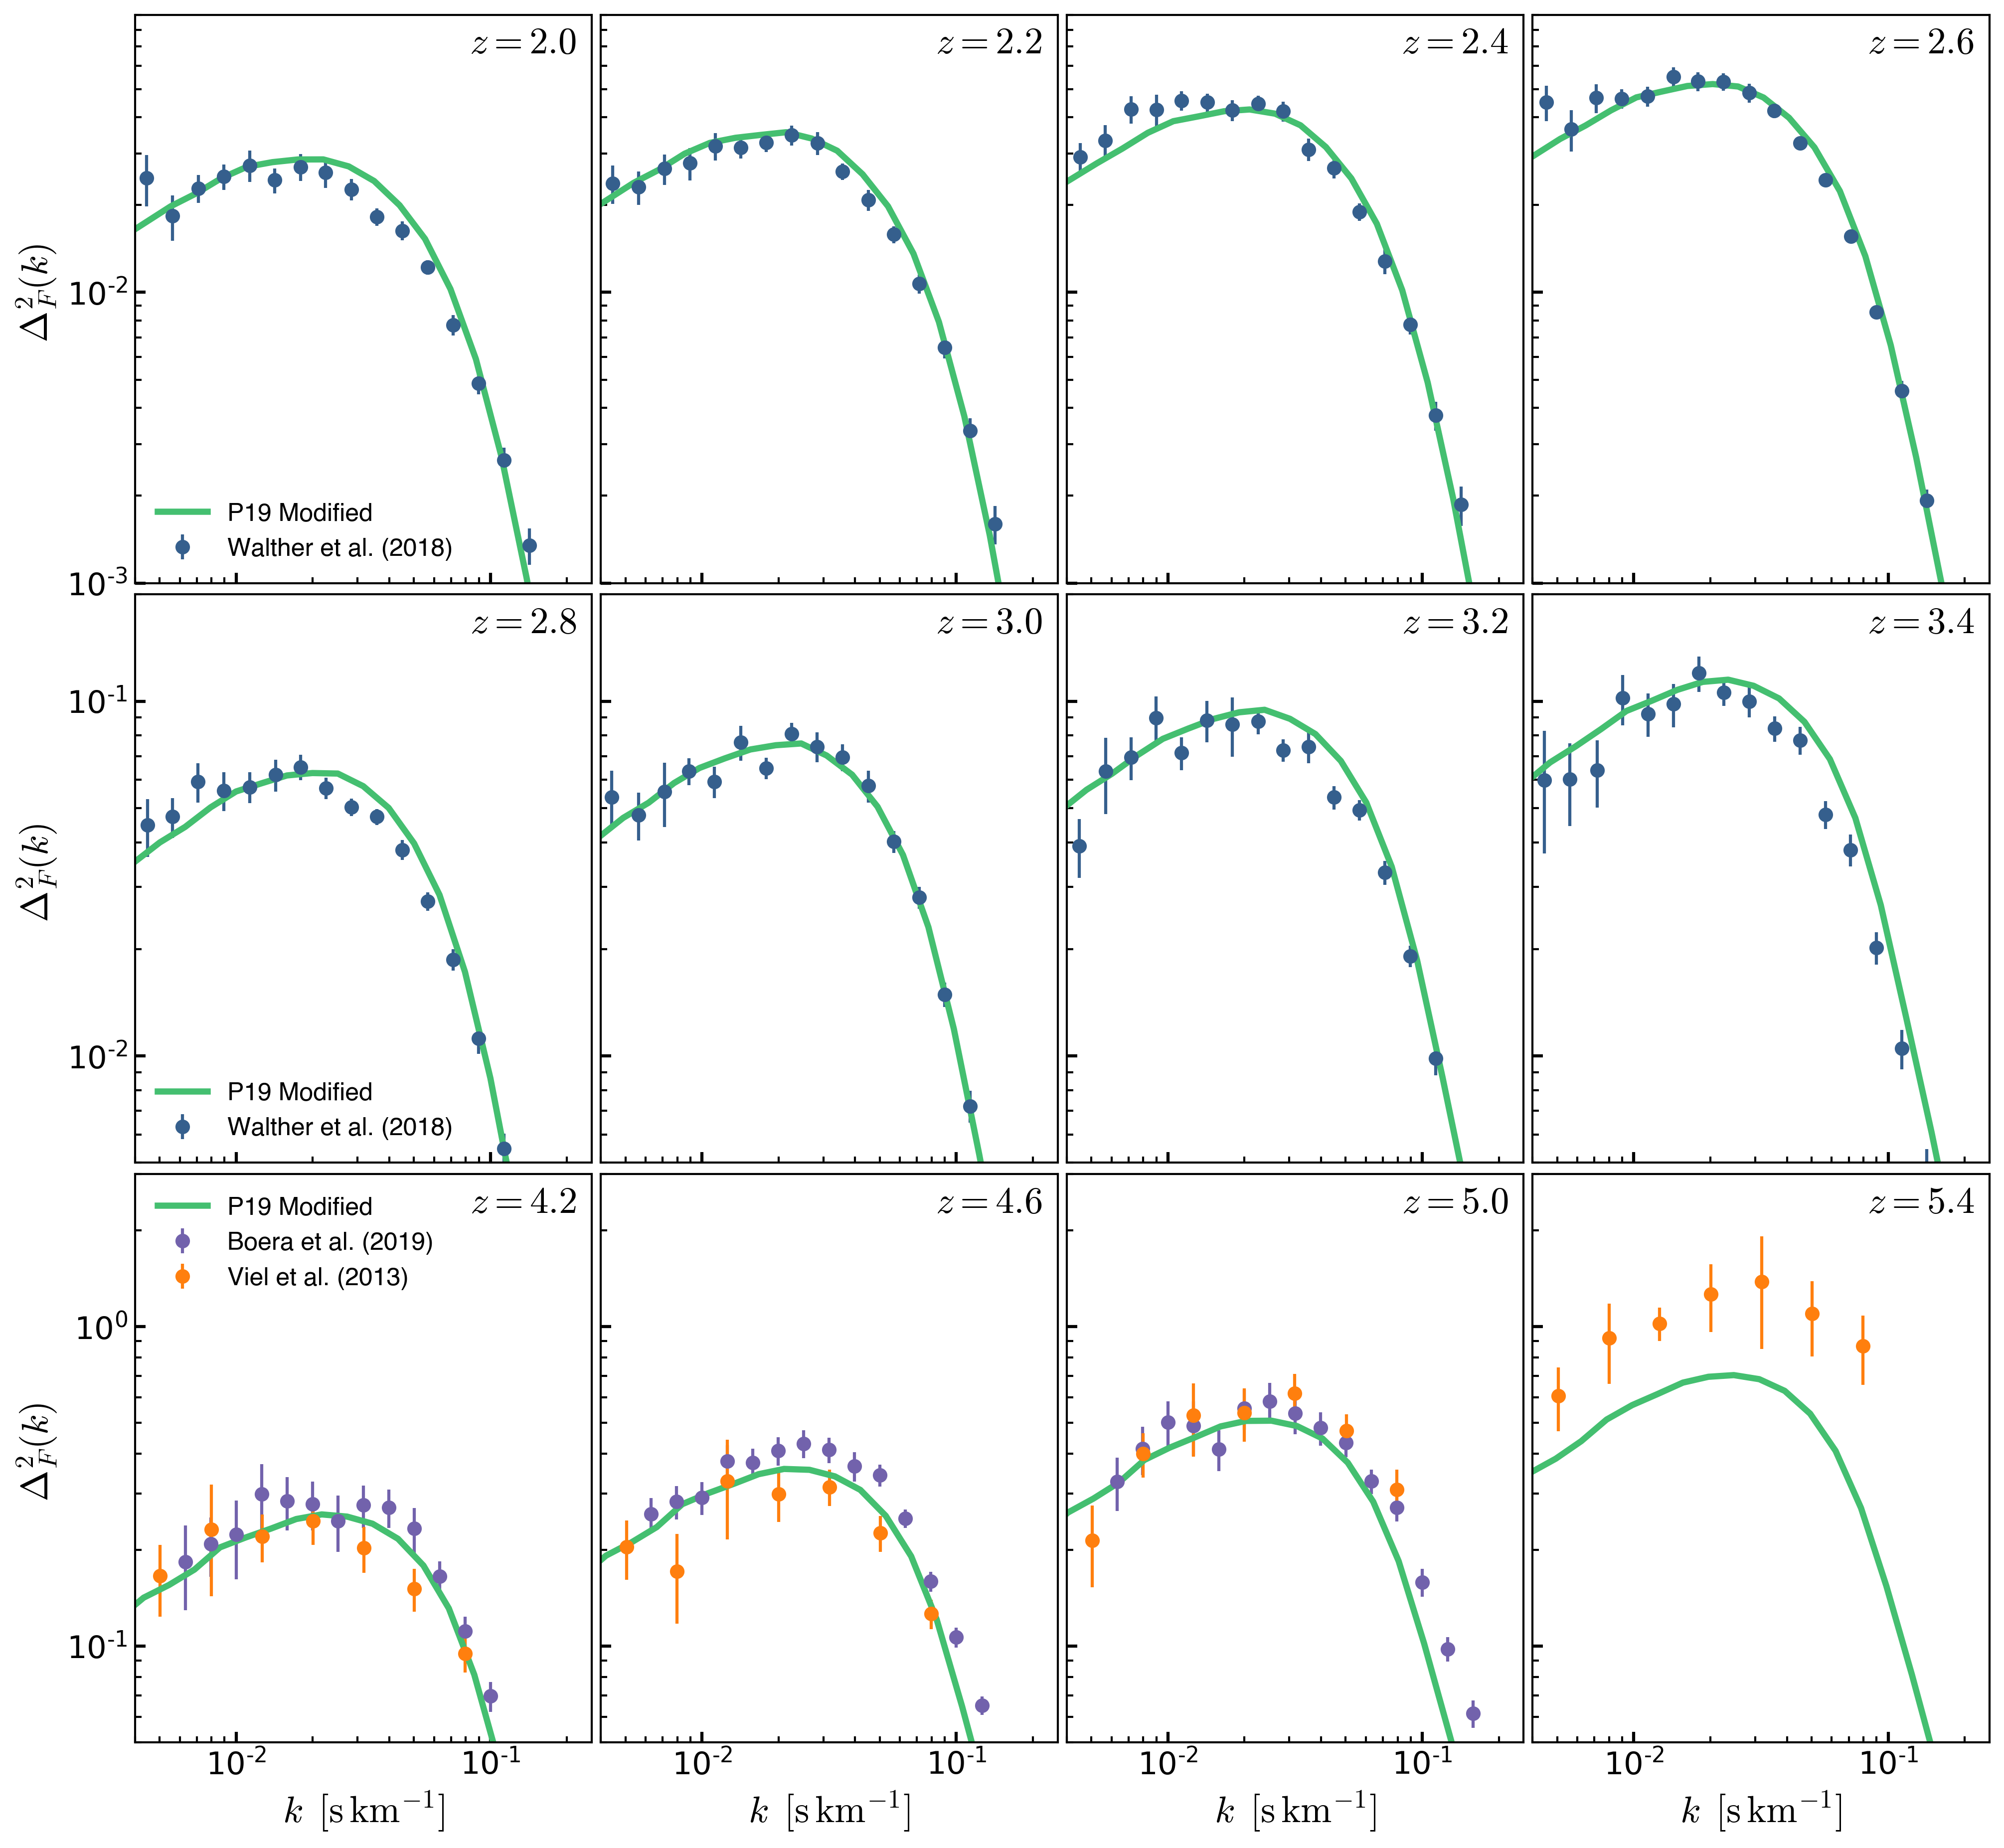 z = 2.0
z = 2.2
z = 2.4
z = 2.6
Δ²_F(k)
10⁻²
10⁻³
P19 Modified
Walther et al. (2018)
z = 2.8
z = 3.0
z = 3.2
z = 3.4
Δ²_F(k)
10⁻¹
10⁻²
P19 Modified
Walther et al. (2018)
z = 4.2
z = 4.6
z = 5.0
z = 5.4
P19 Modified
Boera et al. (2019)
Viel et al. (2013)
Δ²_F(k)
10⁰
10⁻¹
10⁻² 10⁻¹ 10⁻² 10⁻¹ 10⁻² 10⁻¹ 10⁻² 10⁻¹
k [s km⁻¹] k [s km⁻¹] k [s km⁻¹] k [s km⁻¹]